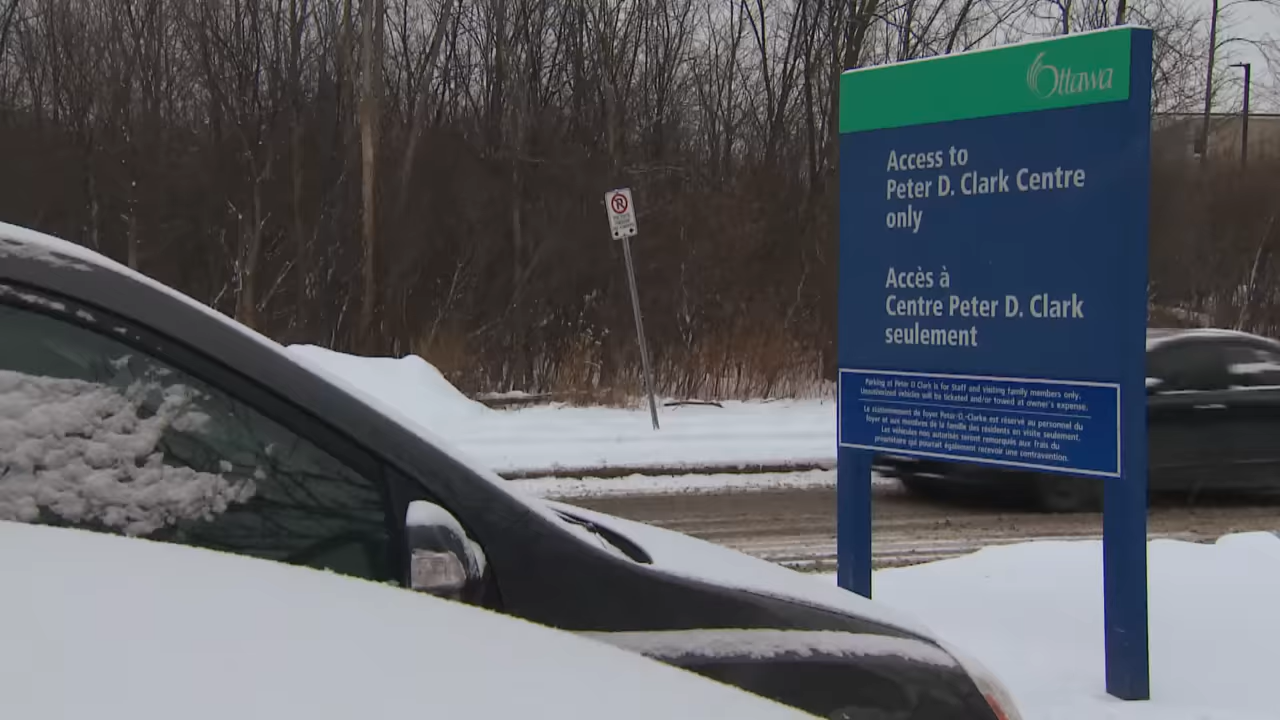 Ottawa
Access to
Peter D. Clark Centre
only
Accès à
Centre Peter D. Clark
seulement
Parking at Peter D Clark is for Staff and visiting family members only.
Unauthorized vehicles will be ticketed and/or towed at owner's expense.
Le stationnement de foyer Peter-D.-Clarke est réservé au personnel du
foyer et aux membres de la famille des résidents en visite seulement.
Les véhicules non autorisés seront remorqués aux frais du
propriétaire qui pourrait également recevoir une contravention.